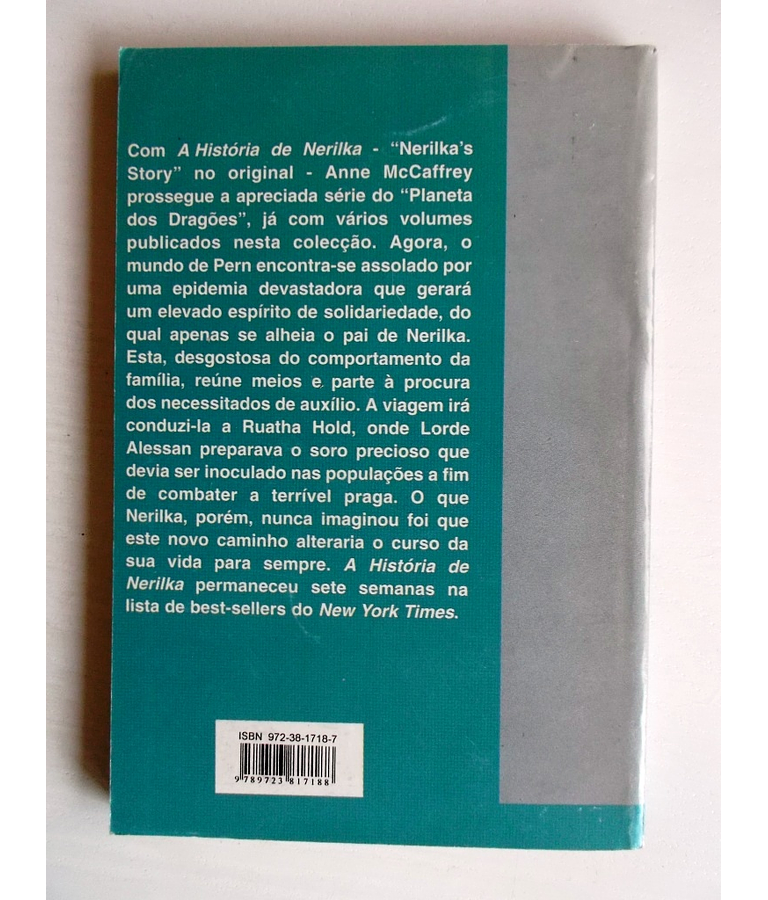 Com A História de Nerilka - “Nerilka’s
Story” no original - Anne McCaffrey
prossegue a apreciada série do “Planeta
dos Dragões”, já com vários volumes
publicados nesta colecção. Agora, o
mundo de Pern encontra-se assolado por
uma epidemia devastadora que gerará
um elevado espírito de solidariedade, do
qual apenas se alheia o pai de Nerilka.
Esta, desgostosa do comportamento da
família, reúne meios e parte à procura
dos necessitados de auxílio. A viagem irá
conduzi-la a Ruatha Hold, onde Lorde
Alessan preparava o soro precioso que
devia ser inoculado nas populações a fim
de combater a terrível praga. O que
Nerilka, porém, nunca imaginou foi que
este novo caminho alteraria o curso da
sua vida para sempre. A História de
Nerilka permaneceu sete semanas na
lista de best-sellers do New York Times.
ISBN 972-38-1718-7
9 789723 817188